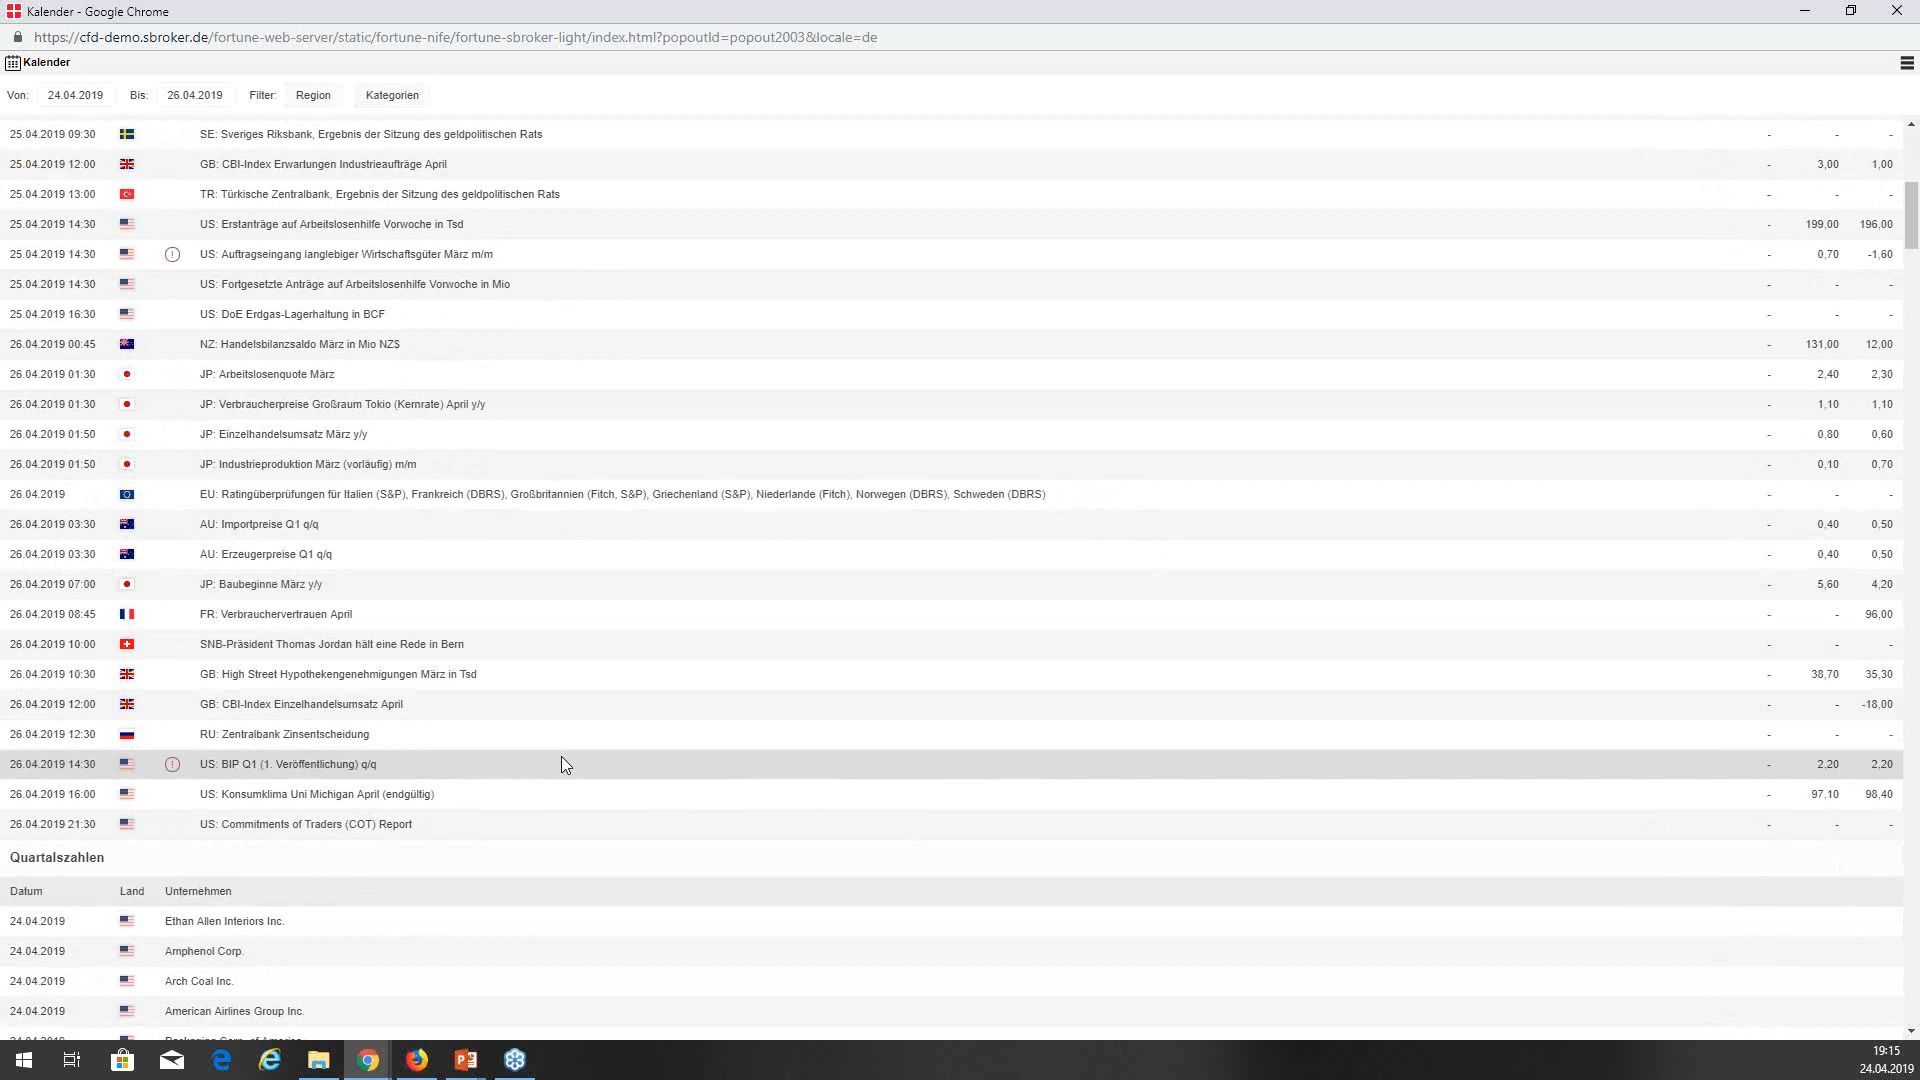 Kalender - Google Chrome
https://cfd-demo.sbroker.de/fortune-web-server/static/fortune-nife/fortune-sbroker-light/index.html?popoutId=popout2003&locale=de
Kalender
Von: 24.04.2019 Bis: 26.04.2019 Filter: Region Kategorien
25.04.2019 09:30 SE: Sveriges Riksbank, Ergebnis der Sitzung des geldpolitischen Rats - - -
25.04.2019 12:00 GB: CBI-Index Erwartungen Industrieaufträge April - 3,00 1,00
25.04.2019 13:00 TR: Türkische Zentralbank, Ergebnis der Sitzung des geldpolitischen Rats - - -
25.04.2019 14:30 US: Erstanträge auf Arbeitslosenhilfe Vorwoche in Tsd - 199,00 196,00
25.04.2019 14:30 US: Auftragseingang langlebiger Wirtschaftsgüter März m/m - 0,70 -1,60
25.04.2019 14:30 US: Fortgesetzte Anträge auf Arbeitslosenhilfe Vorwoche in Mio - - -
25.04.2019 16:30 US: DoE Erdgas-Lagerhaltung in BCF - - -
26.04.2019 00:45 NZ: Handelsbilanzsaldo März in Mio NZ$ - 131,00 12,00
26.04.2019 01:30 JP: Arbeitslosenquote März - 2,40 2,30
26.04.2019 01:30 JP: Verbraucherpreise Großraum Tokio (Kernrate) April y/y - 1,10 1,10
26.04.2019 01:50 JP: Einzelhandelsumsatz März y/y - 0,80 0,60
26.04.2019 01:50 JP: Industrieproduktion März (vorläufig) m/m - 0,10 0,70
26.04.2019 EU: Ratingüberprüfungen für Italien (S&P), Frankreich (DBRS), Großbritannien (Fitch, S&P), Griechenland (S&P), Niederlande (Fitch), Norwegen (DBRS), Schweden (DBRS) - - -
26.04.2019 03:30 AU: Importpreise Q1 q/q - 0,40 0,50
26.04.2019 03:30 AU: Erzeugerpreise Q1 q/q - 0,40 0,50
26.04.2019 07:00 JP: Baubeginne März y/y - 5,60 4,20
26.04.2019 08:45 FR: Verbrauchervertrauen April - - 96,00
26.04.2019 10:00 SNB-Präsident Thomas Jordan hält eine Rede in Bern - - -
26.04.2019 10:30 GB: High Street Hypothekengenehmigungen März in Tsd - 38,70 35,30
26.04.2019 12:00 GB: CBI-Index Einzelhandelsumsatz April - - -18,00
26.04.2019 12:30 RU: Zentralbank Zinsentscheidung - - -
26.04.2019 14:30 US: BIP Q1 (1. Veröffentlichung) q/q - 2,20 2,20
26.04.2019 16:00 US: Konsumklima Uni Michigan April (endgültig) - 97,10 98,40
26.04.2019 21:30 US: Commitments of Traders (COT) Report - - -
Quartalszahlen
Datum Land Unternehmen
24.04.2019 Ethan Allen Interiors Inc.
24.04.2019 Amphenol Corp.
24.04.2019 Arch Coal Inc.
24.04.2019 American Airlines Group Inc.
19:15
24.04.2019